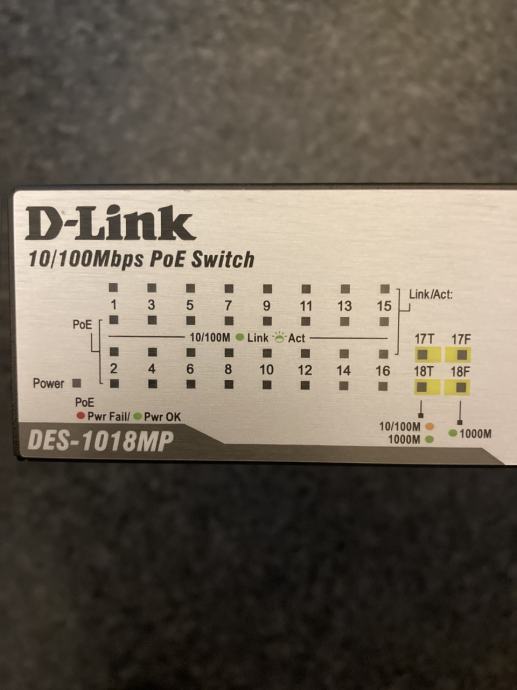 D-Link
10/100Mbps PoE Switch
1 3 5 7 9 11 13 15
Link/Act:
PoE
10/100M Link Act
17T 17F
2 4 6 8 10 12 14 16
18T 18F
Power
PoE
Pwr Fail/ Pwr OK
10/100M
1000M
1000M
DES-1018MP